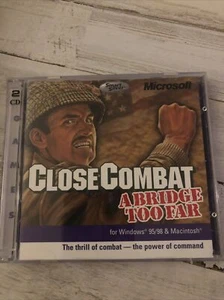 Microsoft
2
CD
GAMES
CLOSE COMBAT
A BRIDGE
TOO FAR
for Windows® 95/98 & Macintosh®
The thrill of combat — the power of command